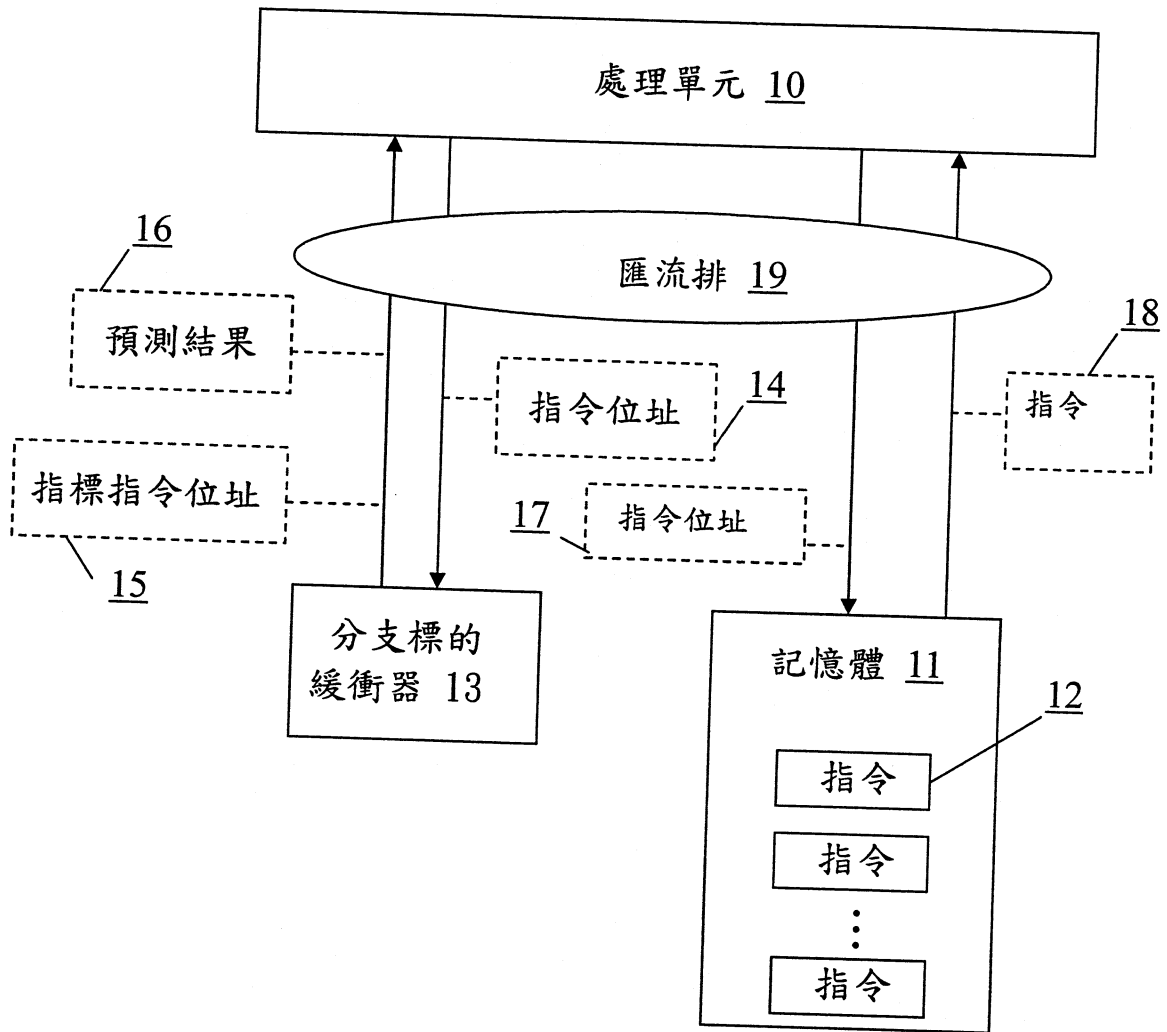 處理單元 10
匯流排 19
16
預測結果
18
指令
指令位址
14
指標指令位址
15
指令位址
17
分支標的
緩衝器 13
記憶體 11
12
指令
指令
⋮
指令